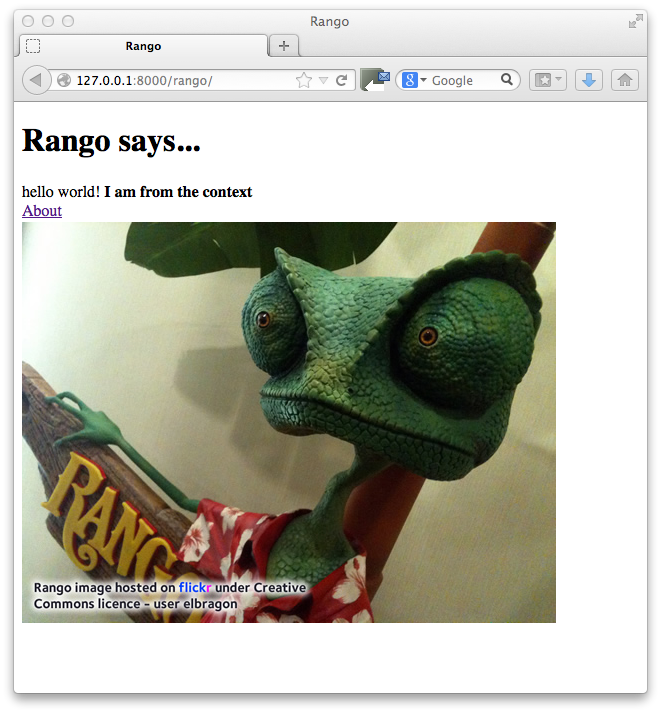 Rango
Rango
127.0.0.1:8000/rango/
Google
Rango says...
hello world! I am from the context
About
RANGO
Rango image hosted on flickr under Creative
Commons licence - user elbragon